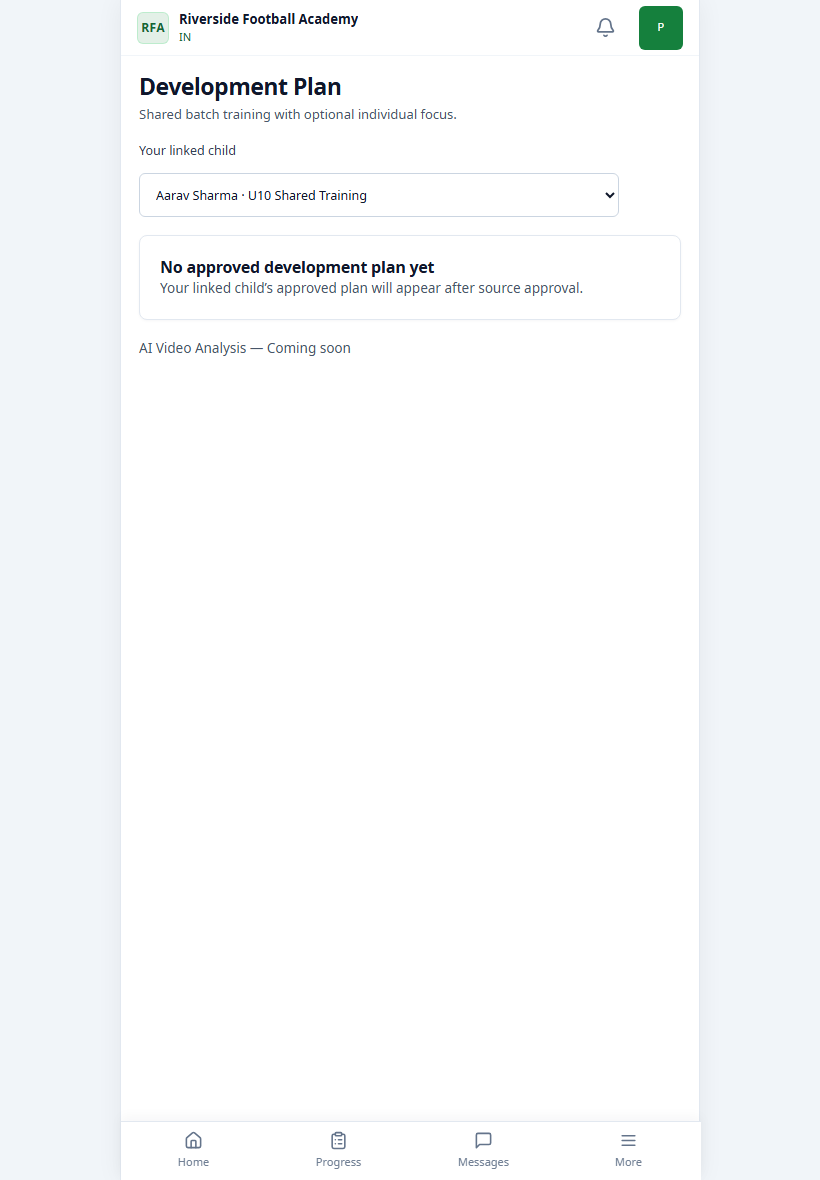 RFA
Riverside Football Academy
IN
P
Development Plan
Shared batch training with optional individual focus.
Your linked child
Aarav Sharma · U10 Shared Training
No approved development plan yet
Your linked child’s approved plan will appear after source approval.
AI Video Analysis — Coming soon
Home
Progress
Messages
More